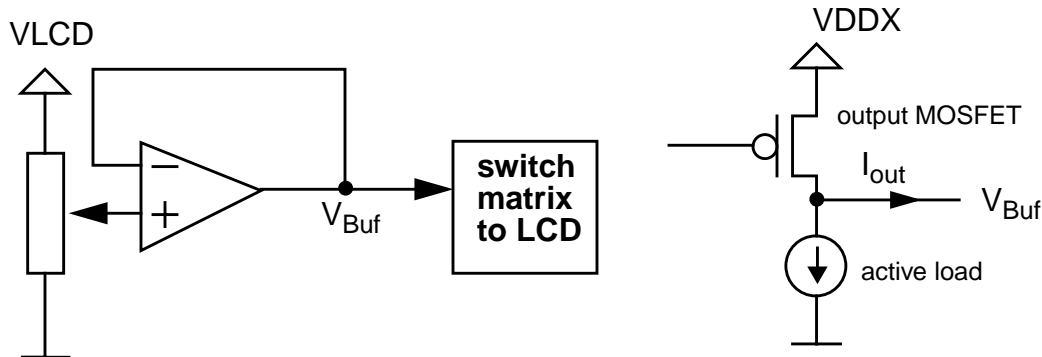 VLCD
−
+
V_Buf
switch
matrix
to LCD
VDDX
output MOSFET
I_out
V_Buf
active load